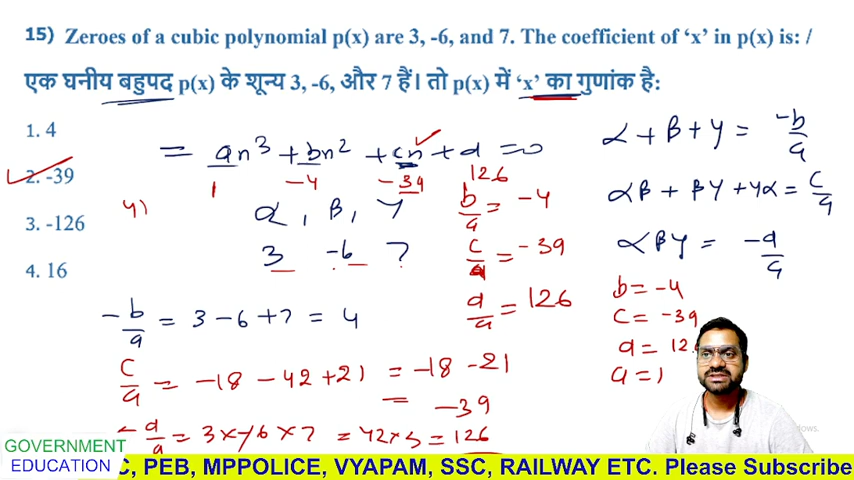 15) Zeroes of a cubic polynomial p(x) are 3, -6, and 7. The coefficient of ‘x’ in p(x) is: /
एक घनीय बहुपद p(x) के शून्य 3, -6, और 7 हैं। तो p(x) में ‘x’ का गुणांक है:
1. 4
2. -39
3. -126
4. 16
= an³ + bn² + cn + d = 0
1 -4 -39 126
4)
α, β, γ
3 -6 ?
-b/a = 3 - 6 + 7 = 4
c/a = -18 - 42 + 21 = -18 - 21
= -39
-d/a = 3 × -6 × 7 = 42 × 3 = 126
b/a = -4
c/a = -39
d/a = 126
α + β + γ = -b/a
αβ + βγ + γα = c/a
αβγ = -d/a
b = -4
c = -39
d = 12
a = 1
GOVERNMENT
EDUCATION
C, PEB, MPPOLICE, VYAPAM, SSC, RAILWAY ETC. Please Subscribe